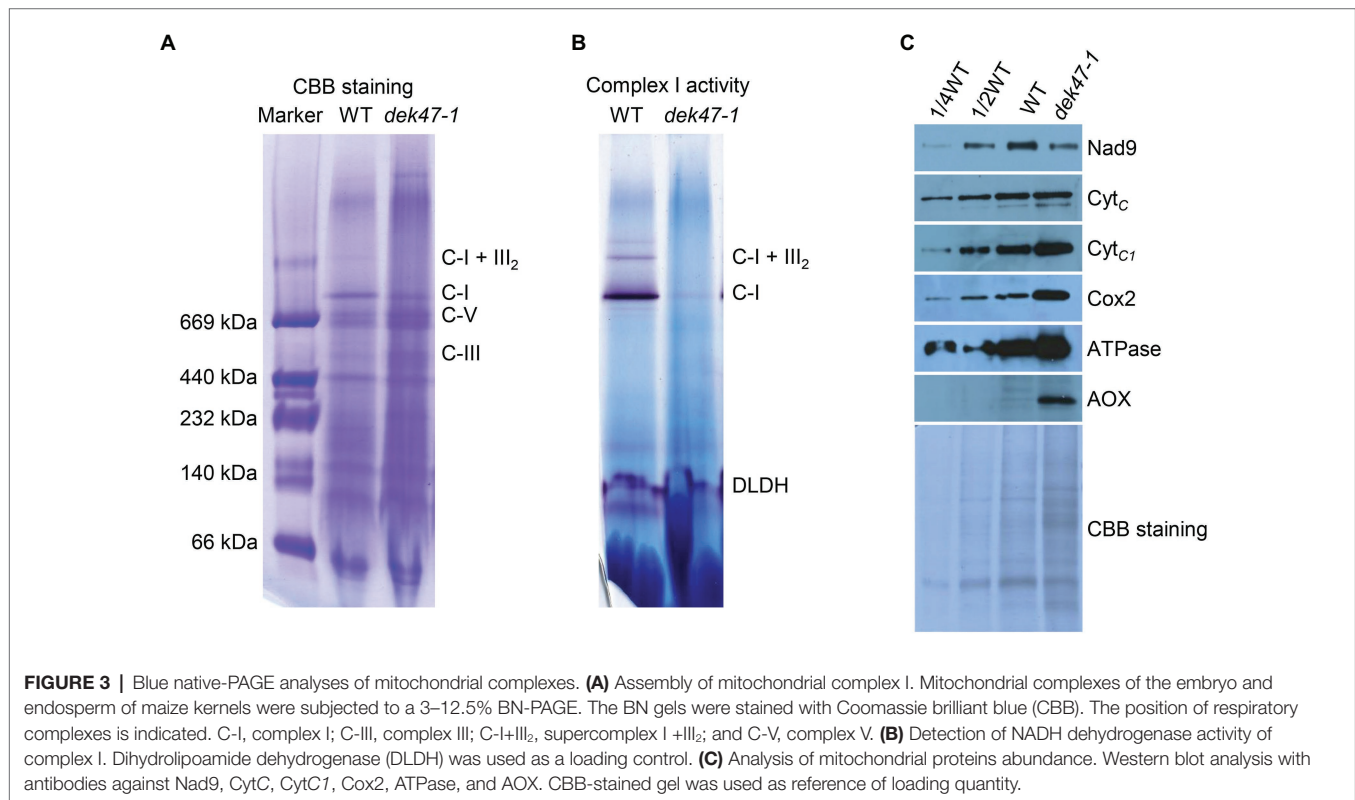 A
CBB staining
Marker WT dek47-1
C-I + III₂
C-I
C-V
C-III
669 kDa
440 kDa
232 kDa
140 kDa
66 kDa
B
Complex I activity
WT dek47-1
C-I + III₂
C-I
DLDH
C
1/4WT 1/2WT WT dek47-1
Nad9
CytC
CytC1
Cox2
ATPase
AOX
CBB staining
FIGURE 3 | Blue native-PAGE analyses of mitochondrial complexes. (A) Assembly of mitochondrial complex I. Mitochondrial complexes of the embryo and
endosperm of maize kernels were subjected to a 3–12.5% BN-PAGE. The BN gels were stained with Coomassie brilliant blue (CBB). The position of respiratory
complexes is indicated. C-I, complex I; C-III, complex III; C-I+III₂, supercomplex I +III₂; and C-V, complex V. (B) Detection of NADH dehydrogenase activity of
complex I. Dihydrolipoamide dehydrogenase (DLDH) was used as a loading control. (C) Analysis of mitochondrial proteins abundance. Western blot analysis with
antibodies against Nad9, CytC, CytC1, Cox2, ATPase, and AOX. CBB-stained gel was used as reference of loading quantity.